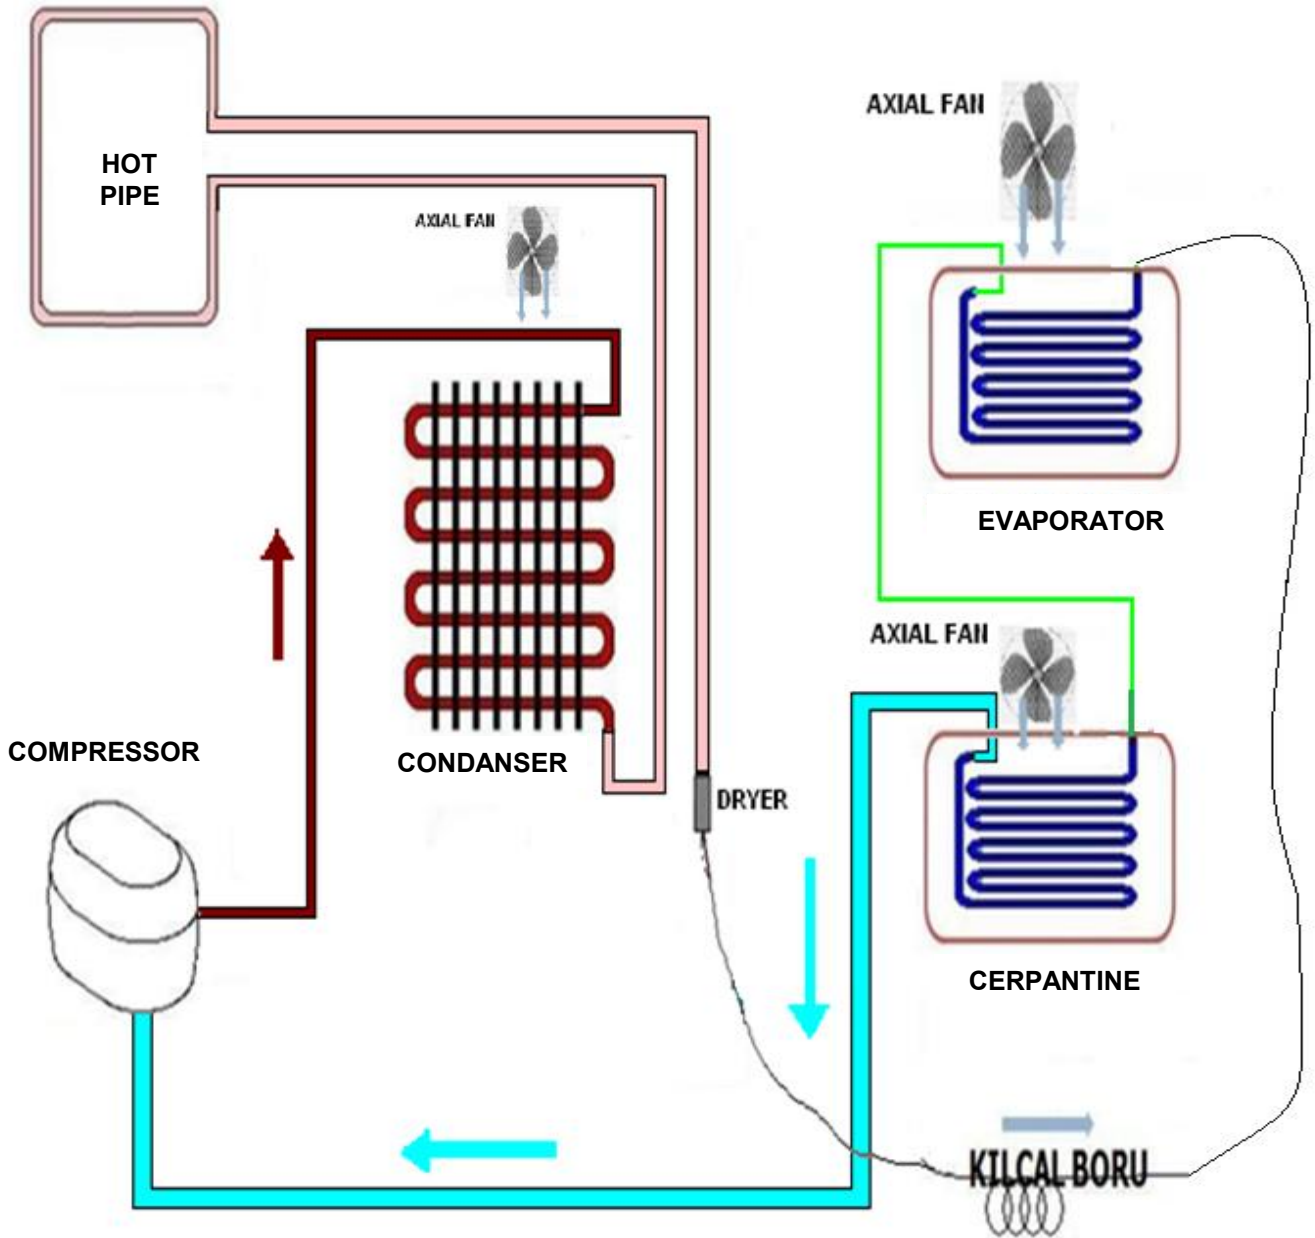 AXIAL FAN
HOT
PIPE
AXIAL FAN
EVAPORATOR
AXIAL FAN
COMPRESSOR
CONDANSER
DRYER
CERPANTINE
KILCAL BORU